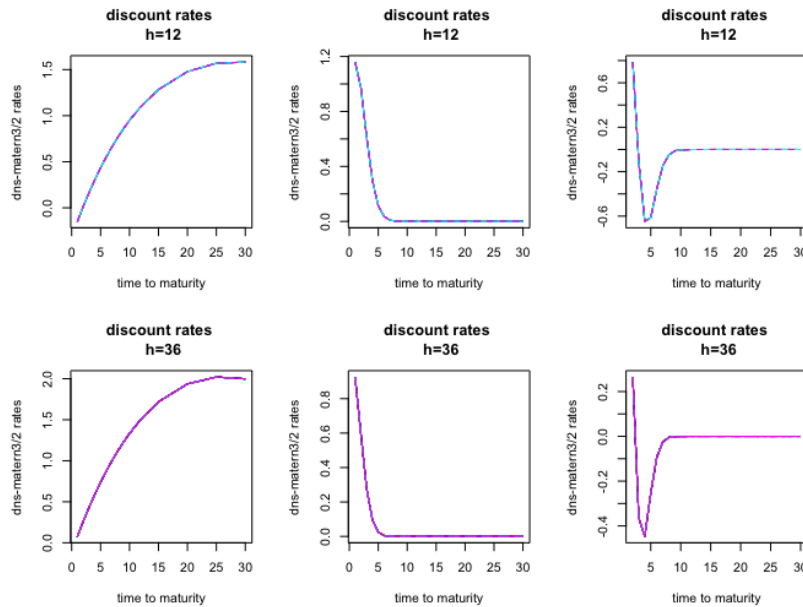 discount rates
h=12
dns-matern3/2 rates
0.0 0.5 1.0 1.5
0 5 10 15 20 25 30
time to maturity
discount rates
h=12
dns-matern3/2 rates
0.0 0.4 0.8 1.2
0 5 10 15 20 25 30
time to maturity
discount rates
h=12
dns-matern3/2 rates
-0.6 -0.2 0.2 0.6
5 10 15 20 25 30
time to maturity
discount rates
h=36
dns-matern3/2 rates
0.0 0.5 1.0 1.5 2.0
0 5 10 15 20 25 30
time to maturity
discount rates
h=36
dns-matern3/2 rates
0.0 0.2 0.4 0.6 0.8
0 5 10 15 20 25 30
time to maturity
discount rates
h=36
dns-matern3/2 rates
-0.4 -0.2 0.0 0.2
5 10 15 20 25 30
time to maturity